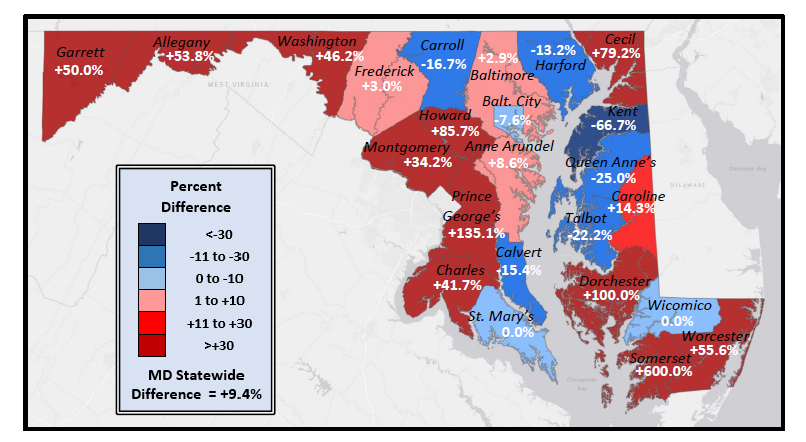 Garrett
+50.0%
Allegany
+53.8%
Washington
+46.2%
Frederick
+3.0%
Carroll
-16.7%
+2.9%
Baltimore
-13.2%
Harford
Cecil
+79.2%
Balt. City
-7.6%
Howard
+85.7%
Montgomery
+34.2%
Anne Arundel
+8.6%
Kent
-66.7%
Queen Anne's
-25.0%
Caroline
+14.3%
Talbot
-22.2%
Prince
George's
+135.1%
Calvert
-15.4%
Charles
+41.7%
St. Mary's
0.0%
Dorchester
+100.0%
Wicomico
0.0%
Worcester
+55.6%
Somerset
+600.0%
WEST VIRGINIA
DELAWARE
Delaware Bay
Chesapeake
Bay
Percent
Difference
<-30
-11 to -30
0 to -10
1 to +10
+11 to +30
>+30
MD Statewide
Difference = +9.4%